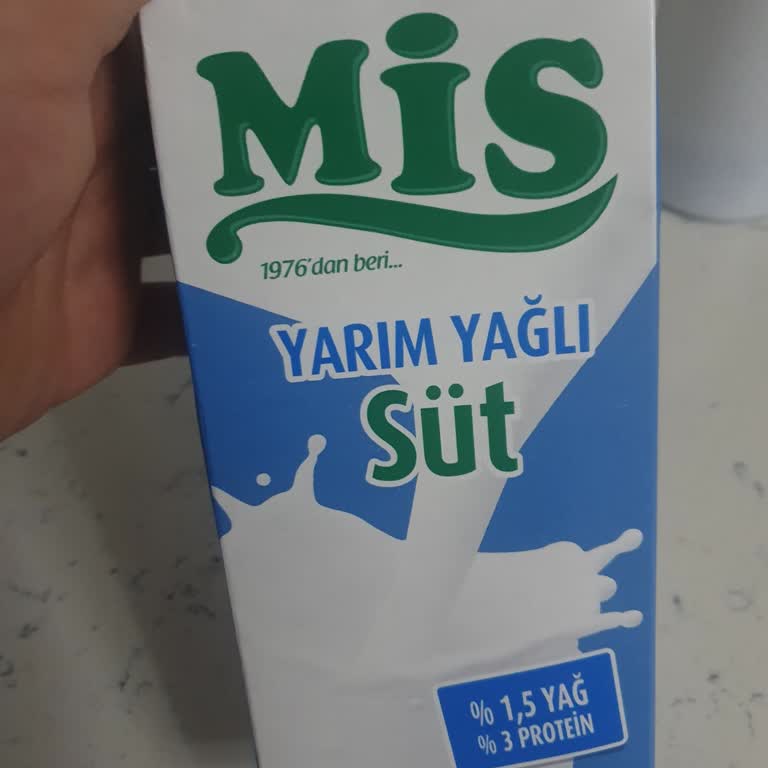 MİS
1976'dan beri...
YARIM YAĞLI
Süt
% 1,5 YAĞ
% 3 PROTEİN